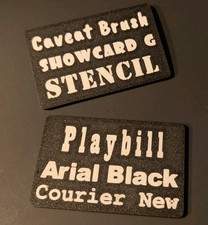 Caveat Brush
SHOWCARD G
STENCIL
Playbill
Arial Black
Courier New